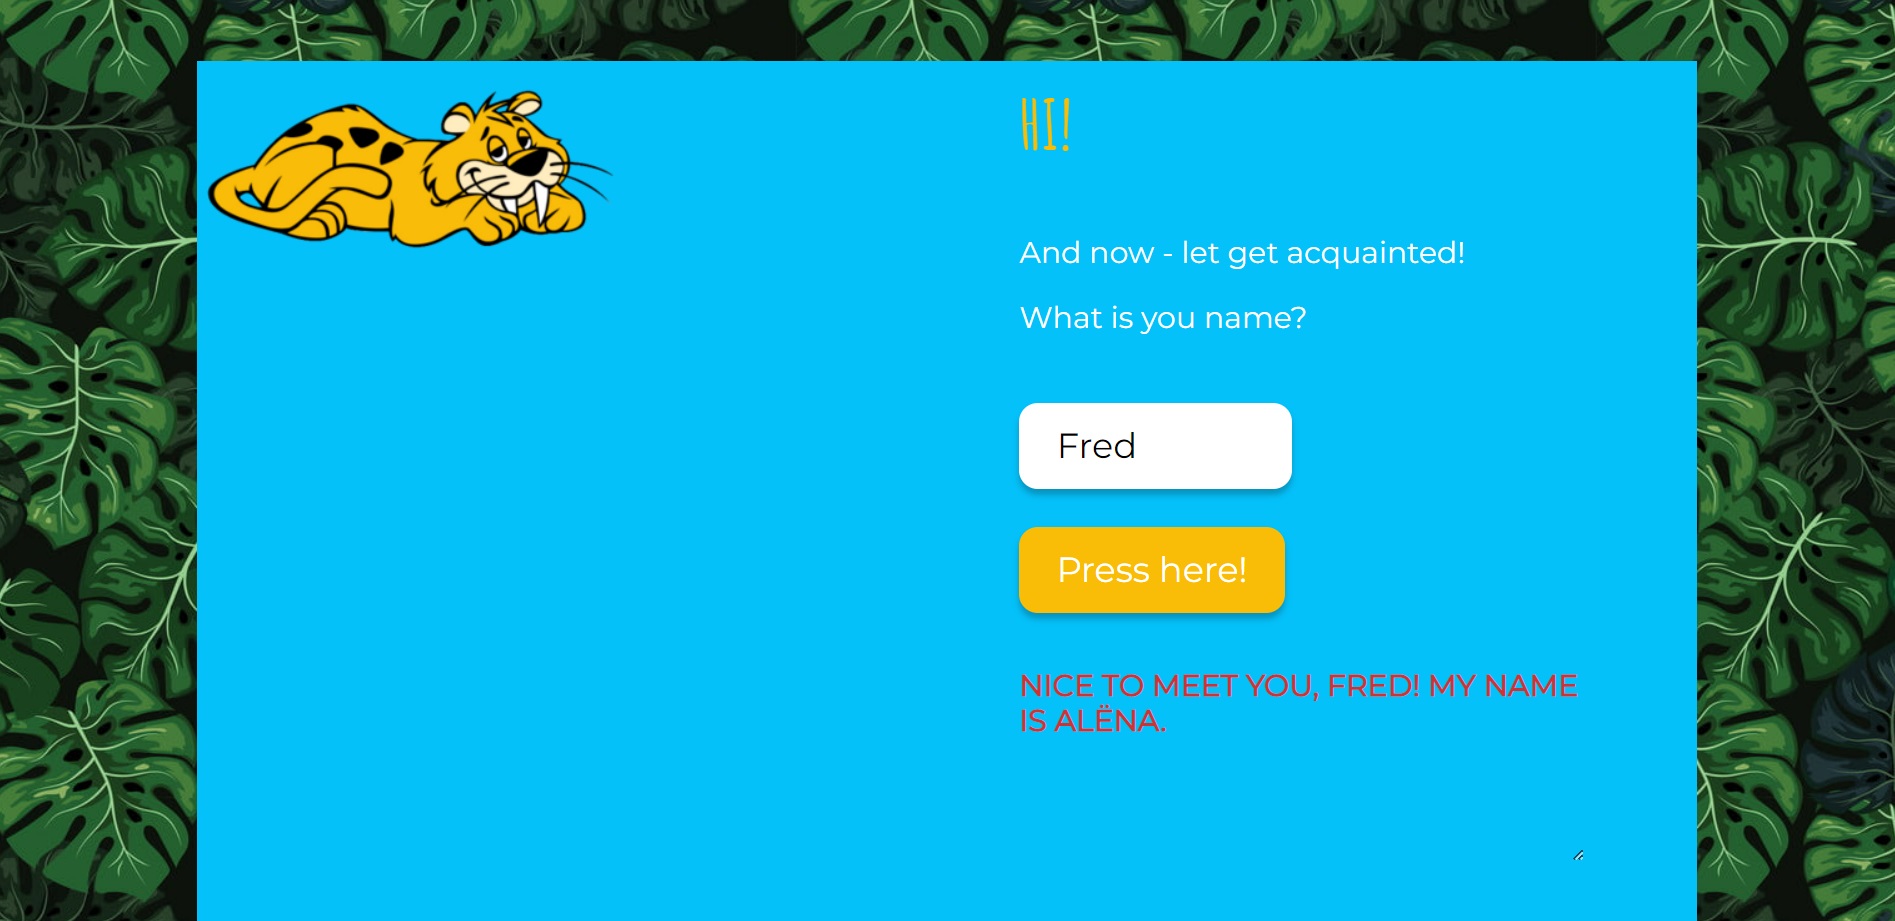 HI!
And now - let get acquainted!
What is you name?
Fred
Press here!
NICE TO MEET YOU, FRED! MY NAME
IS ALËNA.